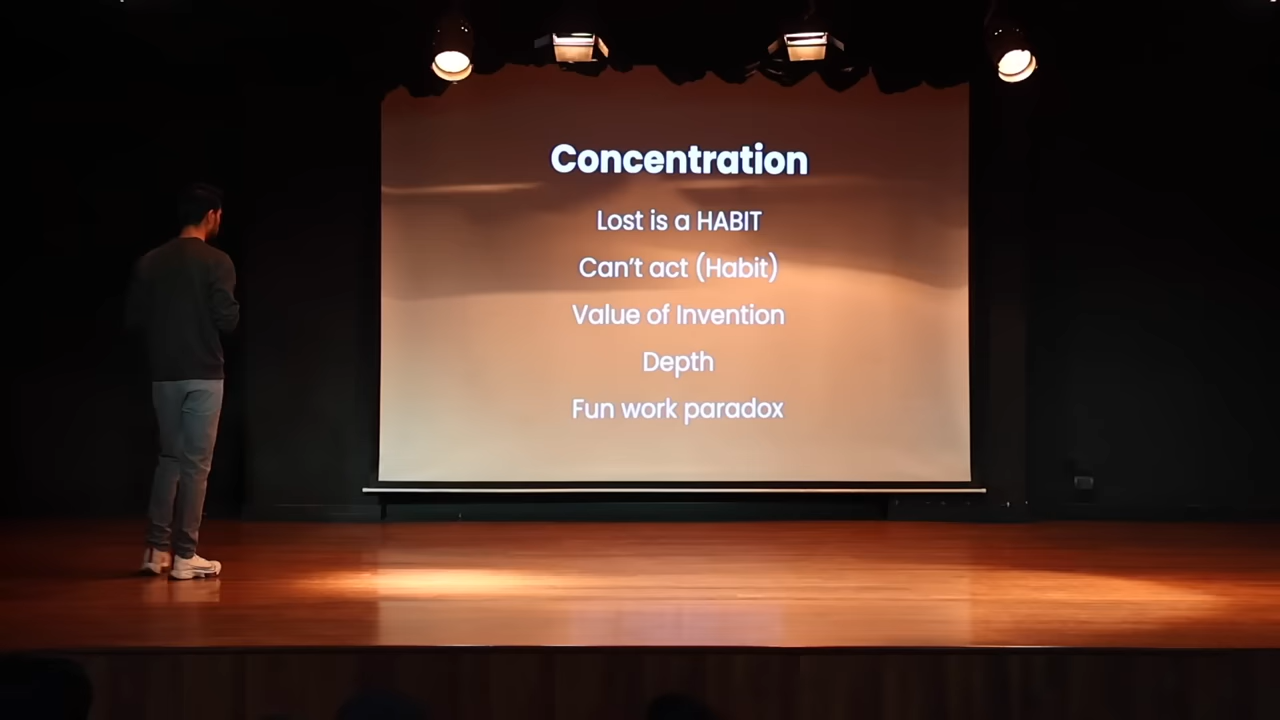 Concentration
Lost is a HABIT
Can't act (Habit)
Value of Invention
Depth
Fun work paradox